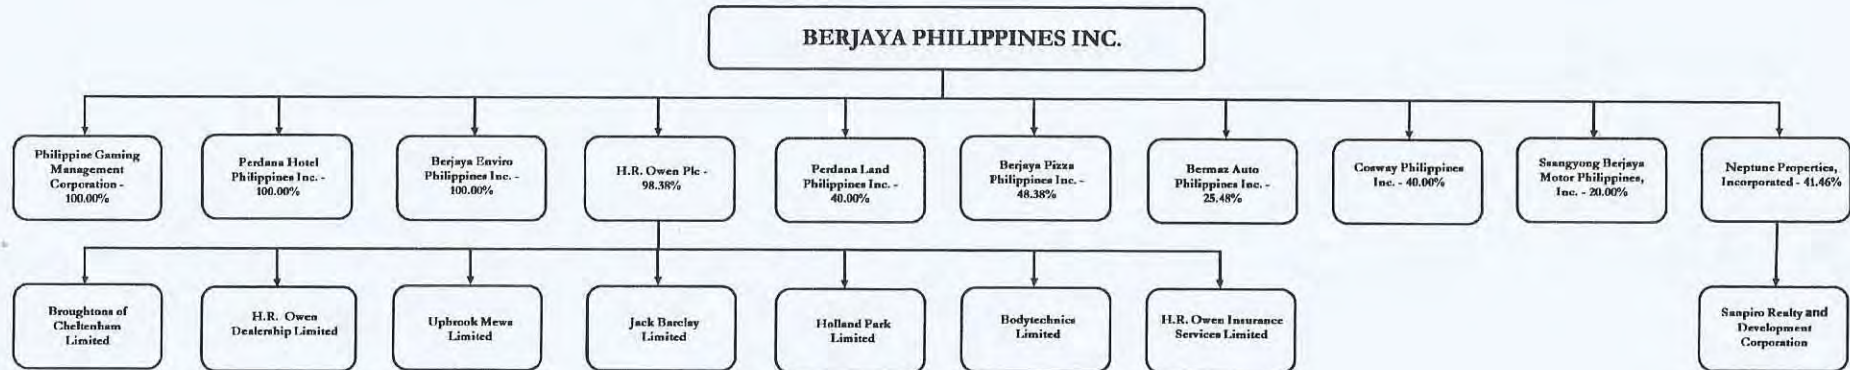 BERJAYA PHILIPPINES INC.
Philippine Gaming
Management
Corporation -
100.00%
Perdana Hotel
Philippines Inc. -
100.00%
Berjaya Enviro
Philippines Inc. -
100.00%
H.R. Owen Plc -
98.38%
Perdana Land
Philippines Inc. -
40.00%
Berjaya Pizza
Philippines Inc. -
48.38%
Bermaz Auto
Philippines Inc. -
25.48%
Cosway Philippines
Inc. - 40.00%
Ssangyong Berjaya
Motor Philippines,
Inc. - 20.00%
Neptune Properties,
Incorporated - 41.46%
Broughtons of
Cheltenham
Limited
H.R. Owen
Dealership Limited
Upbrook Mews
Limited
Jack Barclay
Limited
Holland Park
Limited
Bodytechnics
Limited
H.R. Owen Insurance
Services Limited
Sanpiro Realty and
Development
Corporation